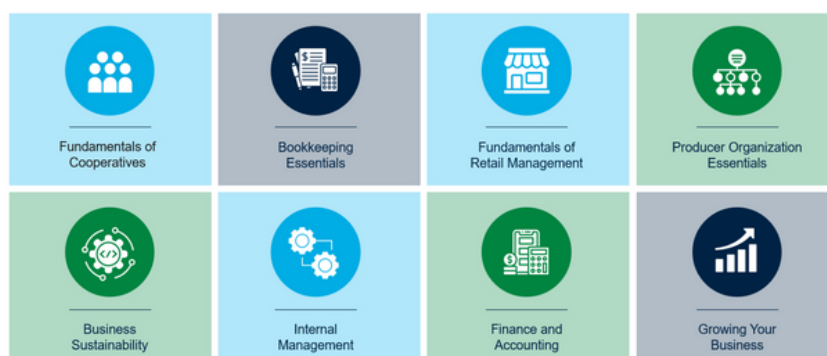 Fundamentals of
Cooperatives
Bookkeeping
Essentials
Fundamentals of
Retail Management
Producer Organization
Essentials
Business
Sustainability
Internal
Management
Finance and
Accounting
Growing Your
Business